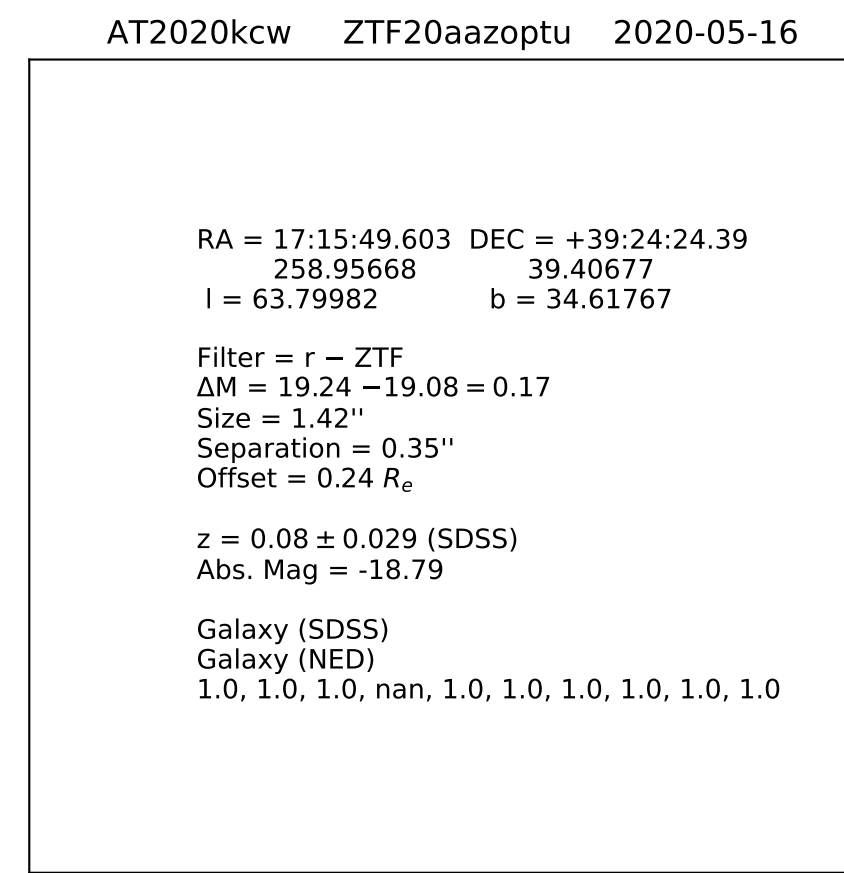 AT2020kcw ZTF20aazoptu 2020-05-16
RA = 17:15:49.603 DEC = +39:24:24.39
258.95668 39.40677
l = 63.79982 b = 34.61767
Filter = r − ZTF
ΔM = 19.24 −19.08 = 0.17
Size = 1.42''
Separation = 0.35''
Offset = 0.24 Rₑ
z = 0.08 ± 0.029 (SDSS)
Abs. Mag = -18.79
Galaxy (SDSS)
Galaxy (NED)
1.0, 1.0, 1.0, nan, 1.0, 1.0, 1.0, 1.0, 1.0, 1.0